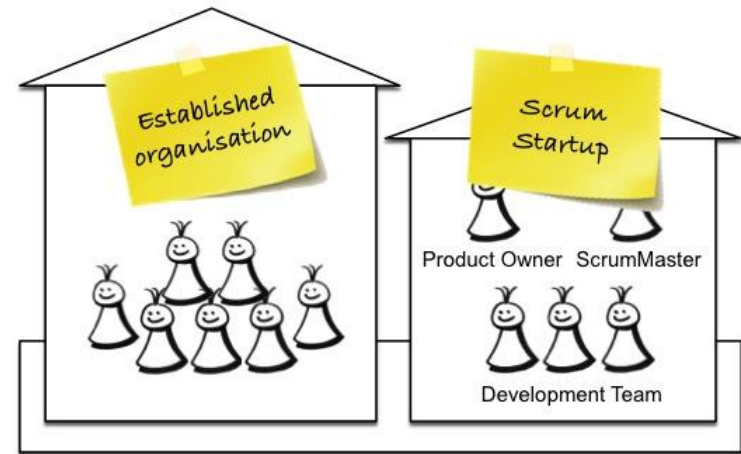 Established
organisation
Scrum
Startup
Product Owner ScrumMaster
Development Team